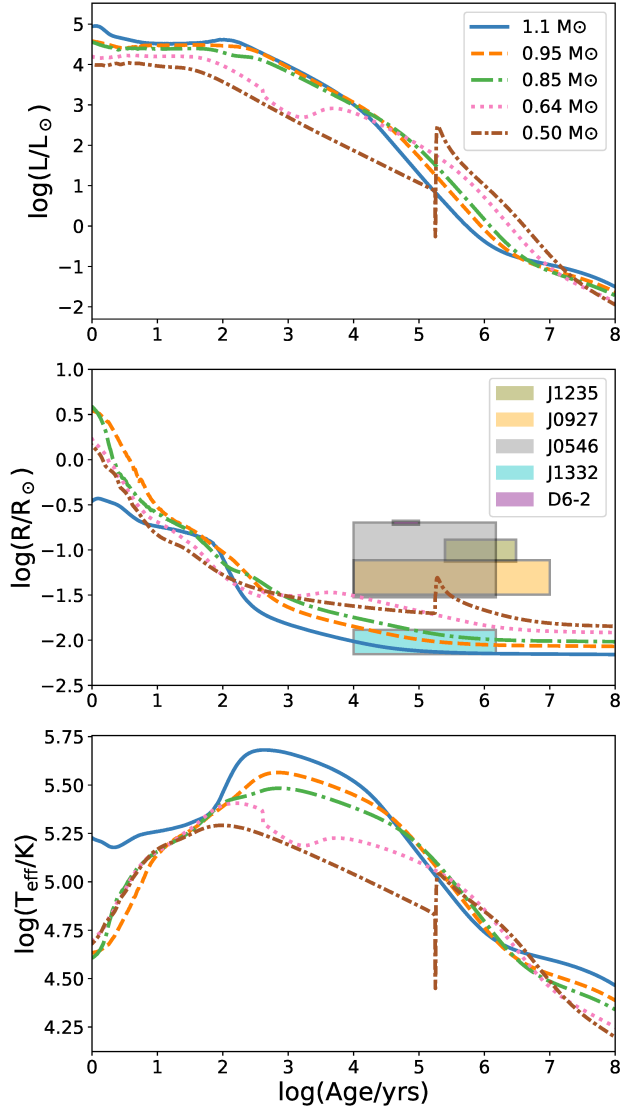 log(L/L⊙)
5
4
3
2
1
0
−1
−2
1.1 M⊙
0.95 M⊙
0.85 M⊙
0.64 M⊙
0.50 M⊙
0 1 2 3 4 5 6 7 8
log(R/R⊙)
1.0
0.5
0.0
−0.5
−1.0
−1.5
−2.0
−2.5
J1235
J0927
J0546
J1332
D6-2
0 1 2 3 4 5 6 7 8
log(Teff/K)
5.75
5.50
5.25
5.00
4.75
4.50
4.25
0 1 2 3 4 5 6 7 8
log(Age/yrs)